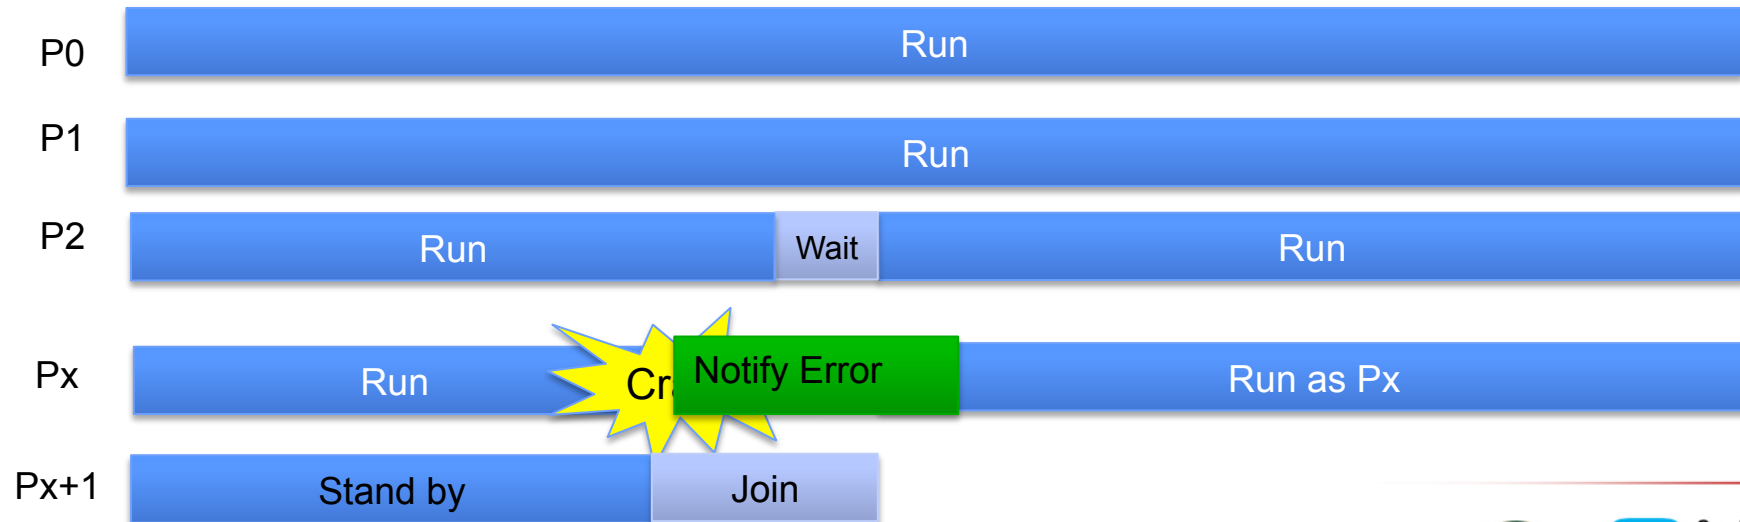 P0
Run
P1
Run
P2
Run
Wait
Run
Px
Run
Notify Error
Run as Px
Px+1
Stand by
Join